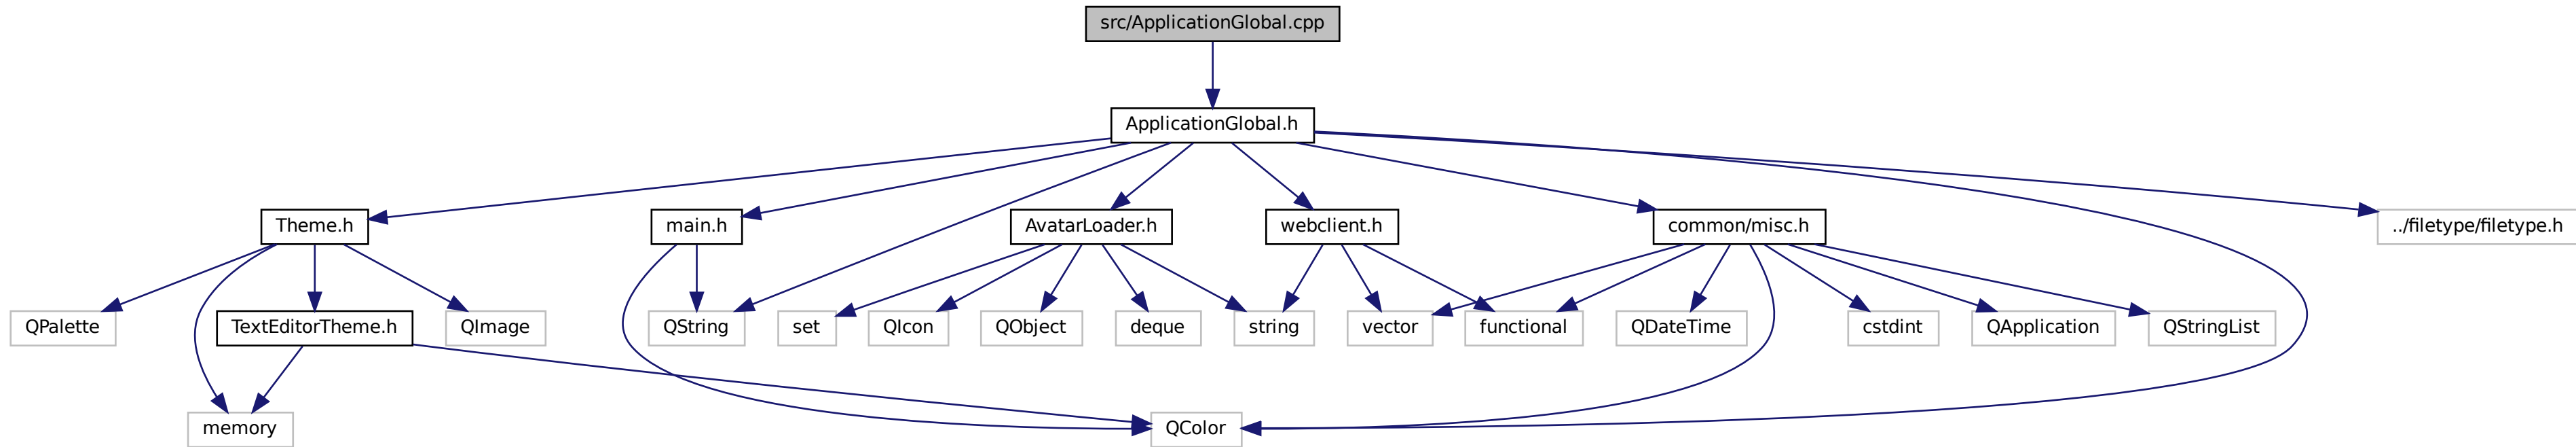 src/ApplicationGlobal.cpp
ApplicationGlobal.h
Theme.h
main.h
AvatarLoader.h
webclient.h
common/misc.h
../filetype/filetype.h
QPalette
TextEditorTheme.h
QImage
QString
set
QIcon
QObject
deque
string
vector
functional
QDateTime
cstdint
QApplication
QStringList
memory
QColor